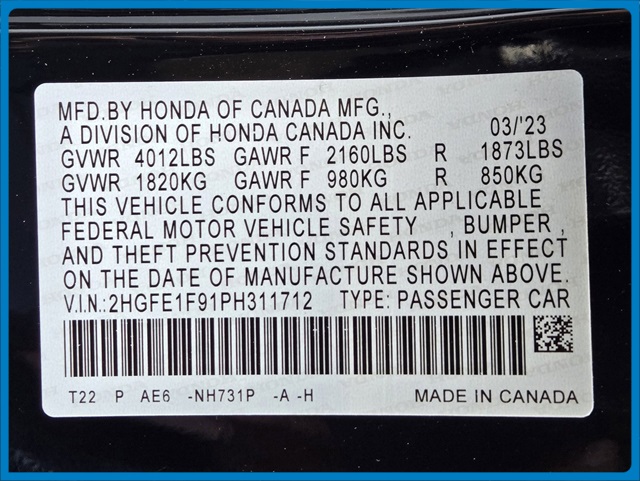 MFD.BY HONDA OF CANADA MFG.,
A DIVISION OF HONDA CANADA INC. 03/'23
GVWR 4012LBS GAWR F 2160LBS R 1873LBS
GVWR 1820KG GAWR F 980KG R 850KG
THIS VEHICLE CONFORMS TO ALL APPLICABLE
FEDERAL MOTOR VEHICLE SAFETY , BUMPER ,
AND THEFT PREVENTION STANDARDS IN EFFECT
ON THE DATE OF MANUFACTURE SHOWN ABOVE.
V.I.N.:2HGFE1F91PH311712 TYPE: PASSENGER CAR
T22 P AE6 -NH731P -A -H MADE IN CANADA